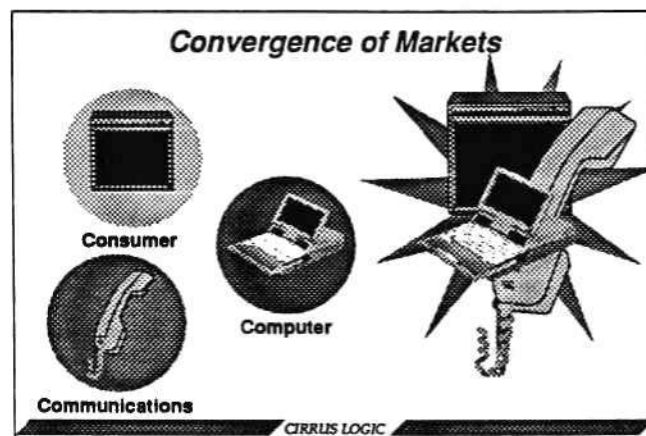 Convergence of Markets
Consumer
Computer
Communications
CIRRUS LOGIC